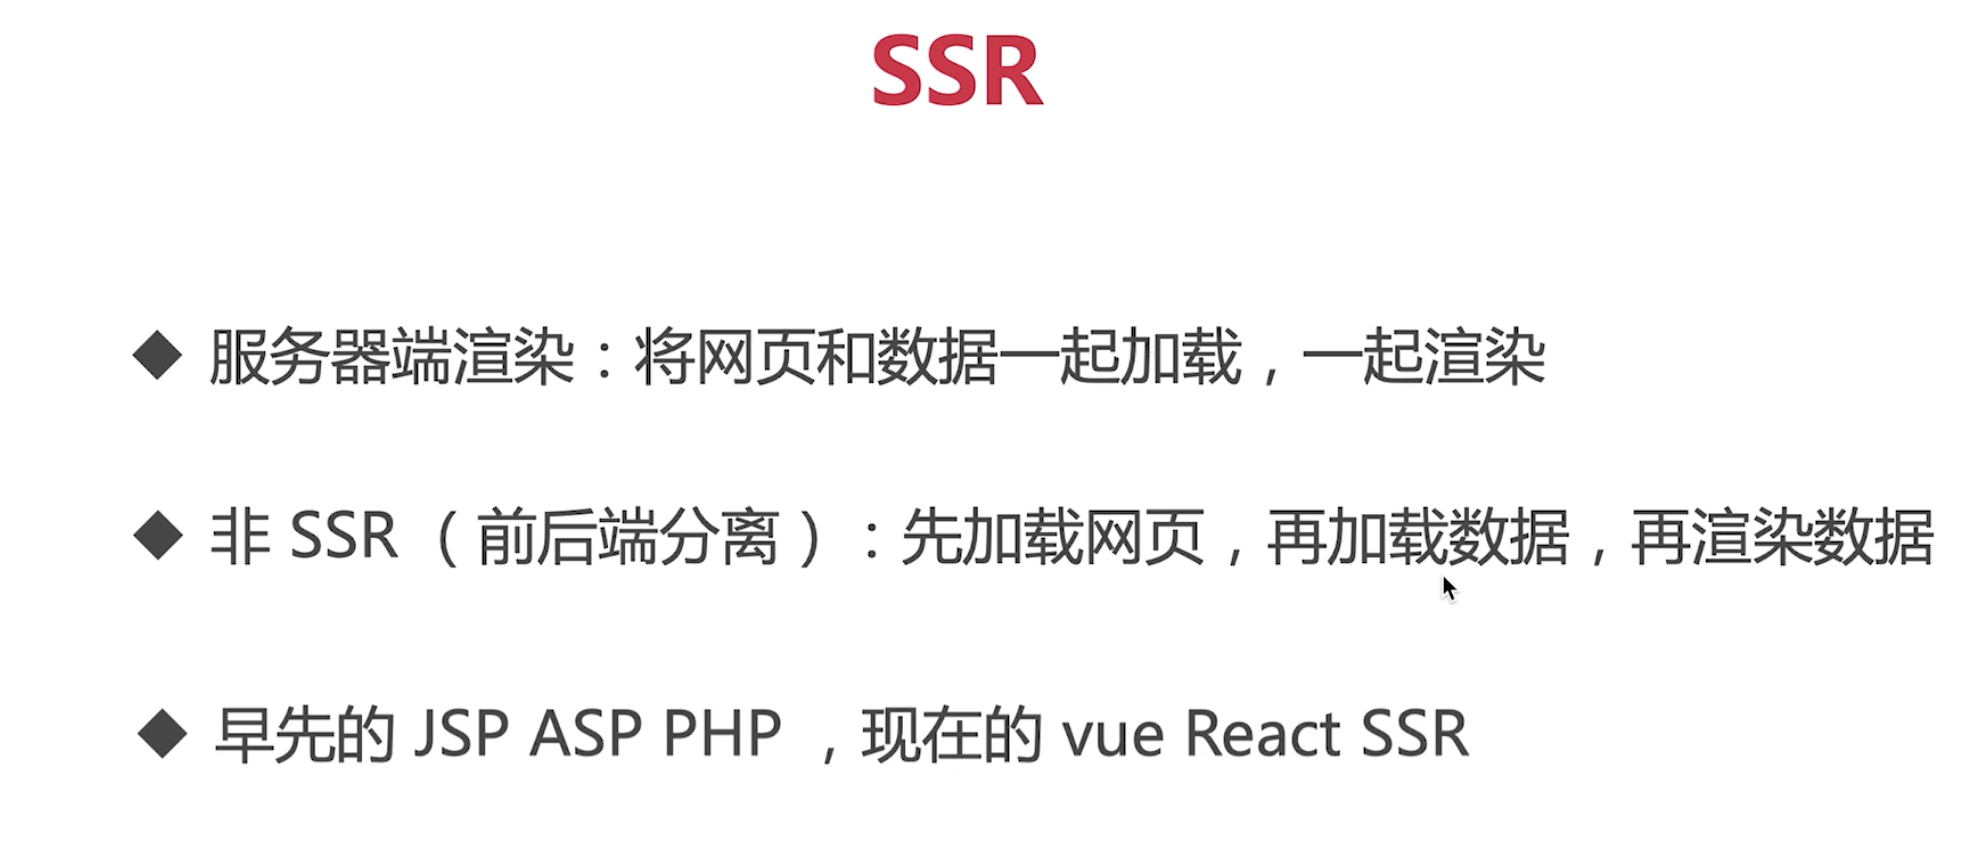 SSR
服务器端渲染：将网页和数据一起加载，一起渲染
非 SSR （ 前后端分离 ）：先加载网页，再加载数据，再渲染数据
早先的 JSP ASP PHP ，现在的 vue React SSR